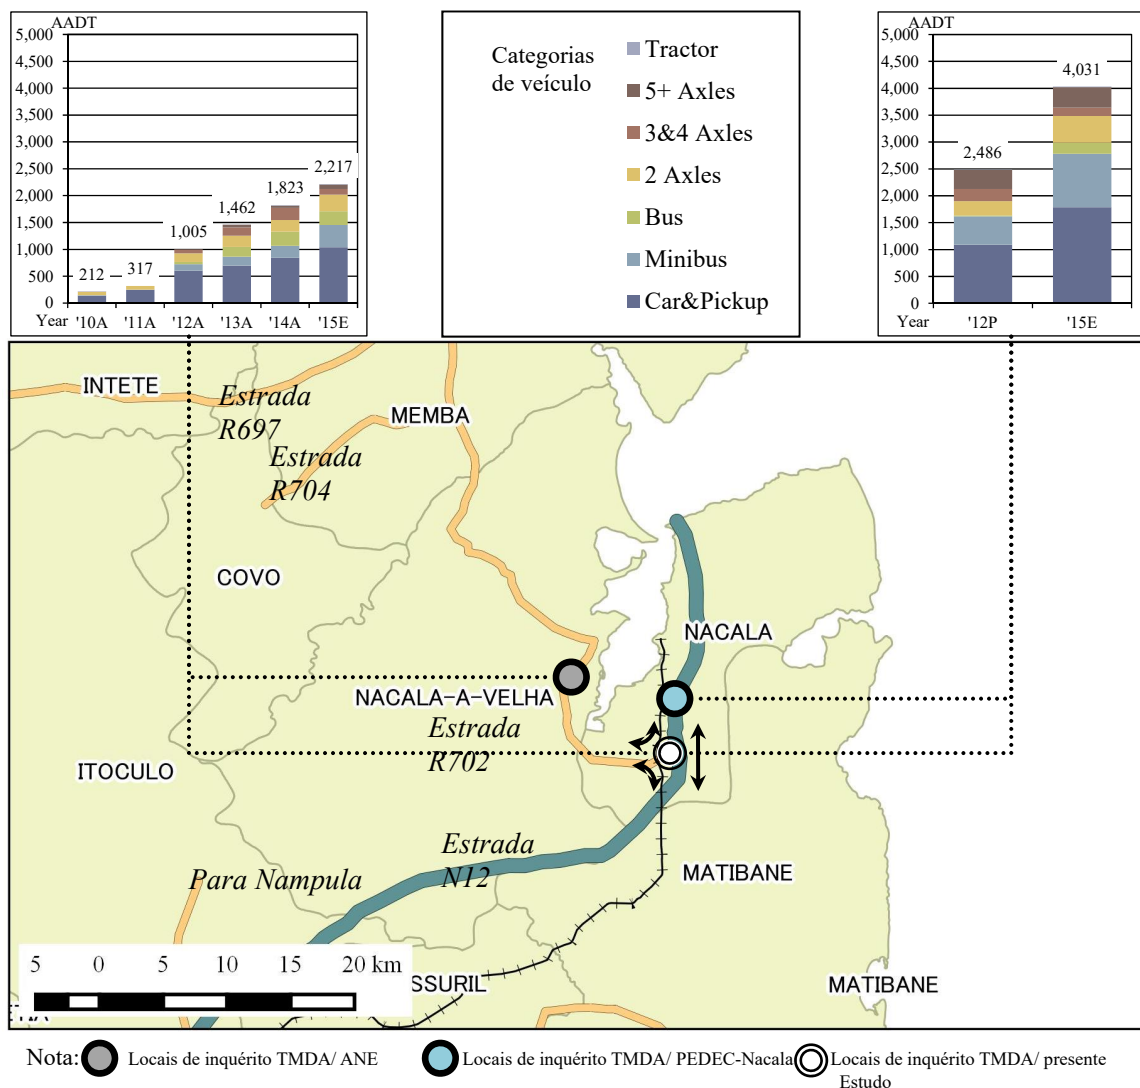 AADT
5,000
4,500
4,000
3,500
3,000
2,500
2,000
1,500
1,000
500
0
212
317
1,005
1,462
1,823
2,217
Year '10A '11A '12A '13A '14A '15E
Categorias
de veículo
Tractor
5+ Axles
3&4 Axles
2 Axles
Bus
Minibus
Car&Pickup
AADT
5,000
4,500
4,000
3,500
3,000
2,500
2,000
1,500
1,000
500
0
2,486
4,031
Year '12P '15E
INTETE
Estrada
R697
MEMBA
Estrada
R704
COVO
NACALA
NACALA-A-VELHA
Estrada
R702
ITOCULO
Estrada
N12
MATIBANE
Para Nampula
5 0 5 10 15 20 km
SSURIL
MATIBANE
Nota: Locais de inquérito TMDA/ ANE
Locais de inquérito TMDA/ PEDEC-Nacala
Locais de inquérito TMDA/ presente
Estudo